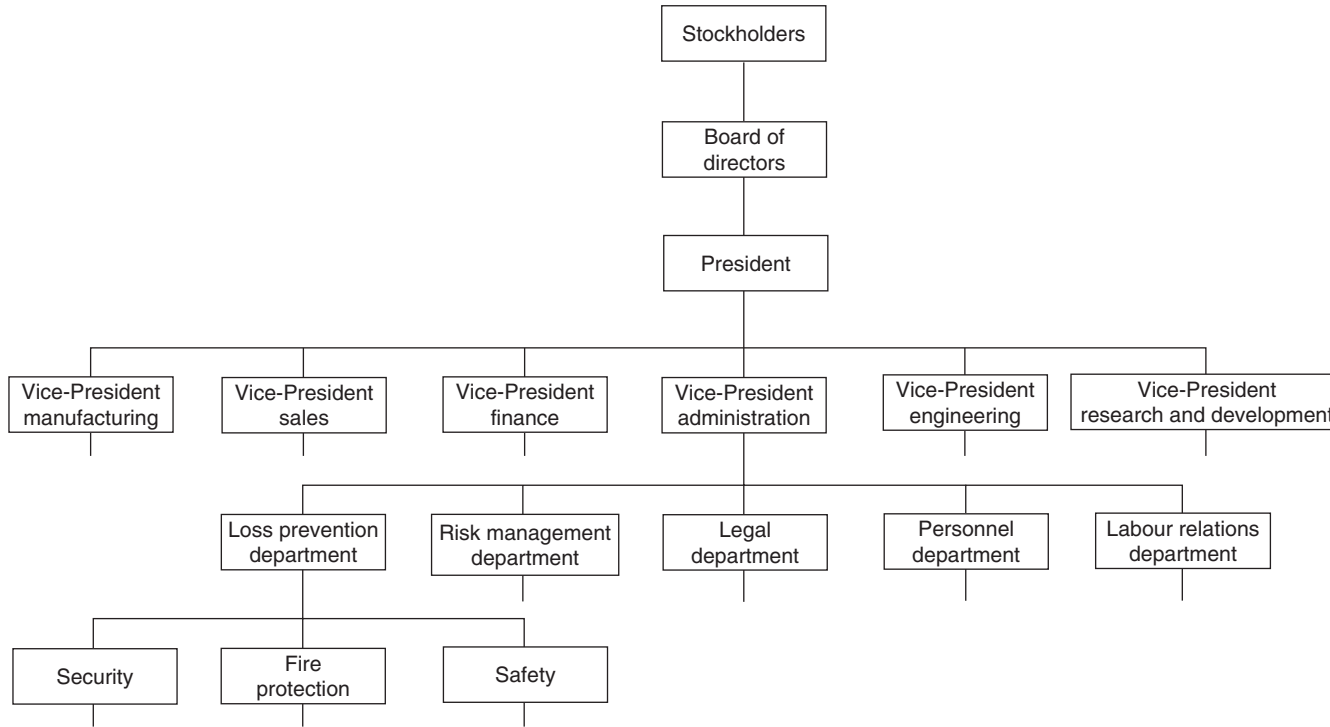 Stockholders
Board of
directors
President
Vice-President
manufacturing
Vice-President
sales
Vice-President
finance
Vice-President
administration
Vice-President
engineering
Vice-President
research and development
Loss prevention
department
Risk management
department
Legal
department
Personnel
department
Labour relations
department
Security
Fire
protection
Safety